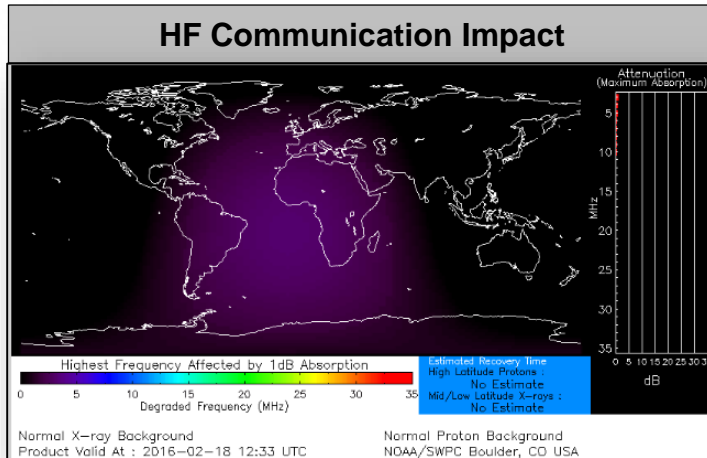 HF Communication Impact
Attenuation
(Maximum Absorption)
5
10
15
20
25
30
35
MHz
0 5 10 15 20 25 30 3
dB
Highest Frequency Affected by 1dB Absorption
0 5 10 15 20 25 30 35
Degraded Frequency (MHz)
Estimated Recovery Time
High Latitude Protons :
No Estimate
Mid/Low Latitude X-rays :
No Estimate
Normal X-ray Background
Product Valid At : 2016-02-18 12:33 UTC
Normal Proton Background
NOAA/SWPC Boulder, CO USA